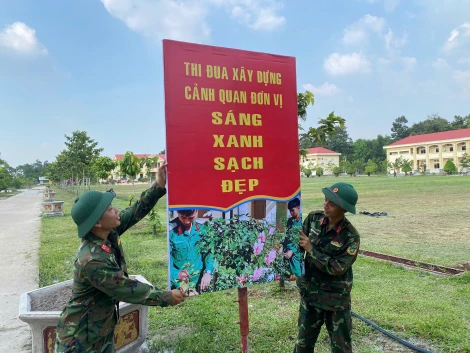 THI ĐUA XÂY DỰNG
CẢNH QUAN ĐƠN VỊ
SÁNG
XANH
SẠCH
ĐẸP